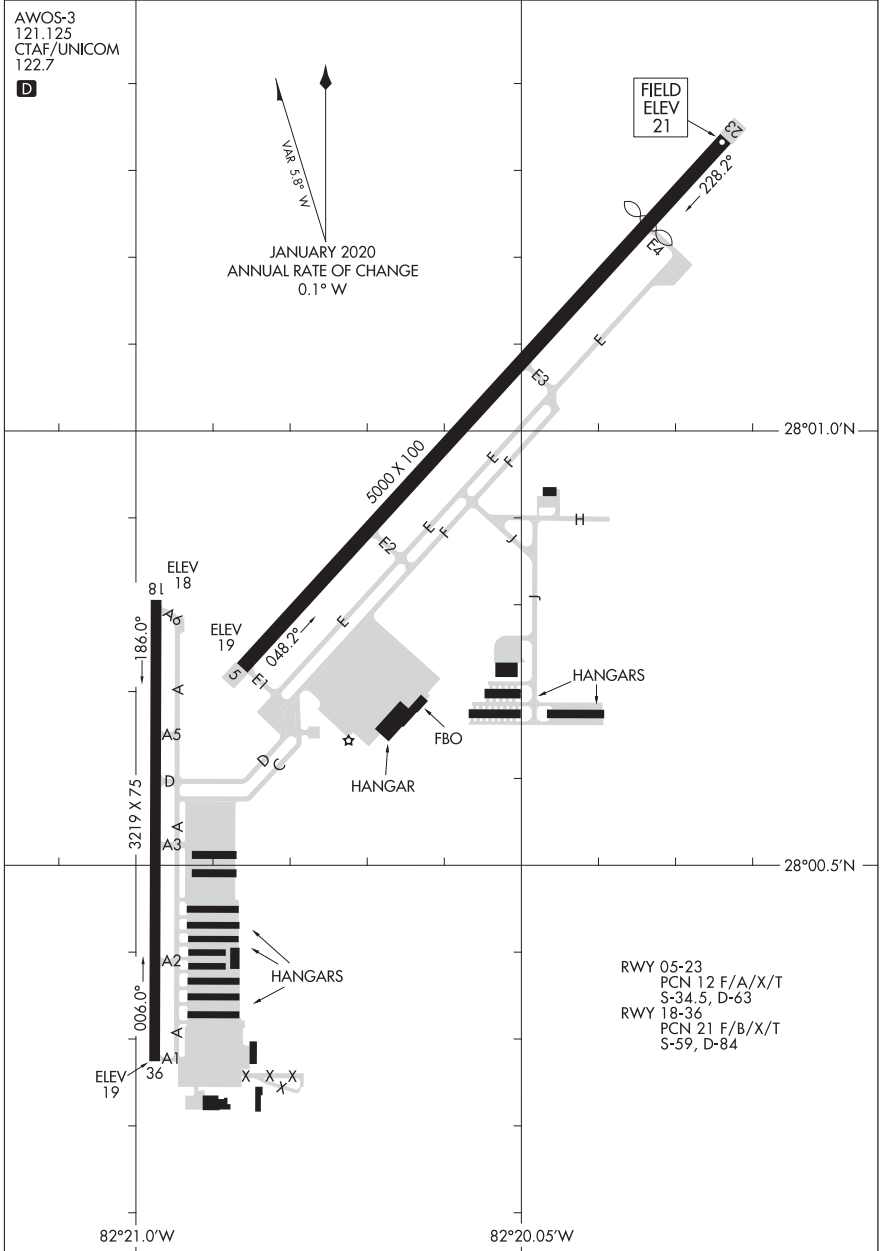 AWOS-3
121.125
CTAF/UNICOM
122.7
D
VAR 5.8° W
JANUARY 2020
ANNUAL RATE OF CHANGE
0.1° W
FIELD
ELEV
21
23
228.2°
E4
E
E3
28°01.0'N
5000 X 100
E
F
E
F
H
J
E2
ELEV
18
18
A6
J
ELEV
19
048.2°
E
186.0°
5
E1
A
HANGARS
A5
FBO
D
C
D
HANGAR
3219 X 75
A
A3
28°00.5'N
A2
HANGARS
RWY 05-23
PCN 12 F/A/X/T
S-34.5, D-63
RWY 18-36
PCN 21 F/B/X/T
S-59, D-84
006.0°
A
A1
36
ELEV
19
X X X
X
82°21.0'W
82°20.05'W